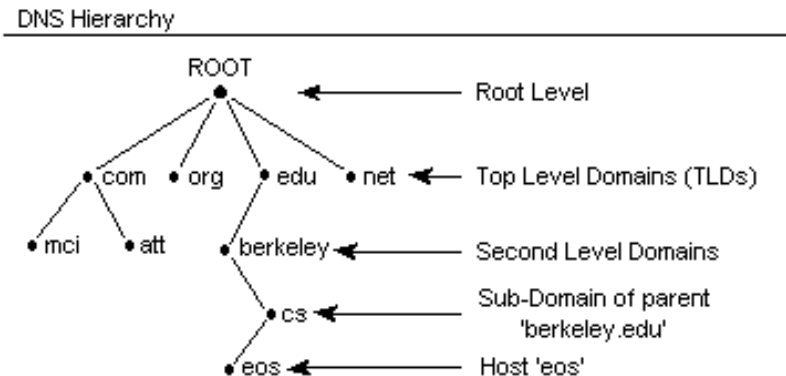 DNS Hierarchy
ROOT
Root Level
com
org
edu
net
Top Level Domains (TLDs)
mci
att
berkeley
Second Level Domains
cs
Sub-Domain of parent
'berkeley.edu'
eos
Host 'eos'